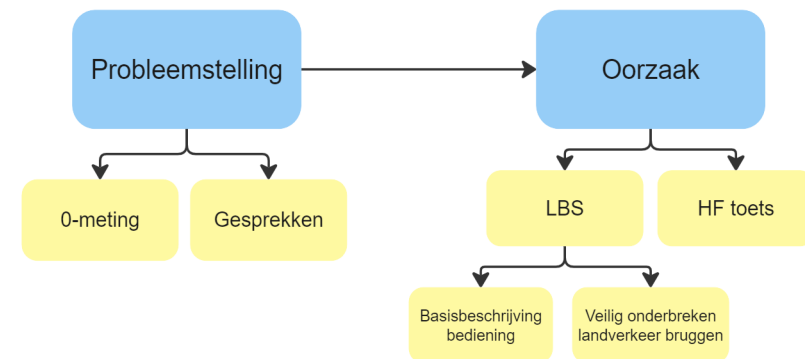 Probleemstelling
Oorzaak
0-meting
Gesprekken
LBS
HF toets
Basisbeschrijving
bediening
Veilig onderbreken
landverkeer bruggen